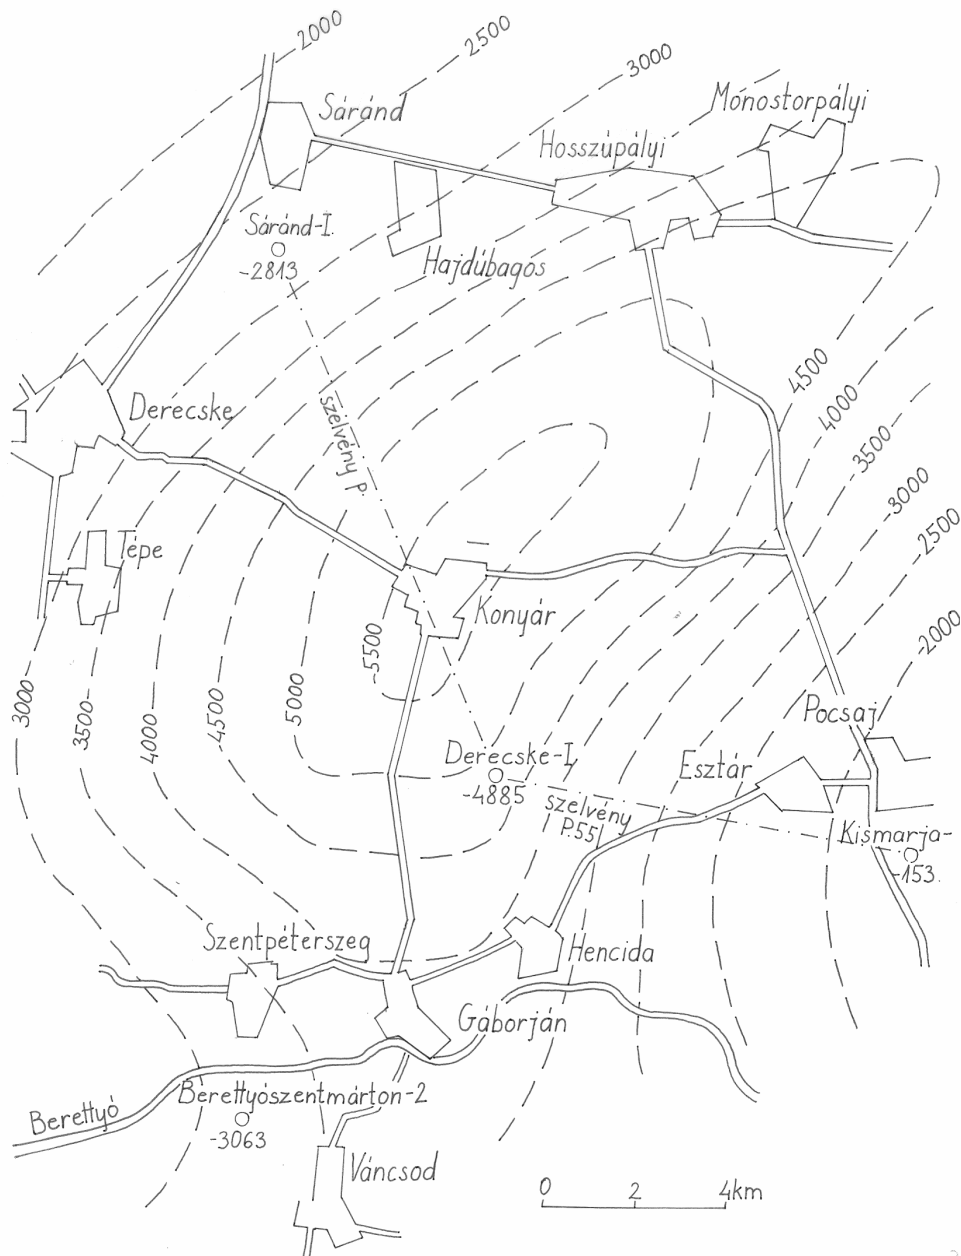 2000
2500
3000
Sáránd
Monostorpályi
Hosszúpályi
Sáránd-I.
-2813
Hajdúbagos
4500
4000
3500
3000
2500
2000
Derecske
szelvény P.
Tépe
Konyár
5500
5000
4500
4000
3500
3000
Pocsaj
Derecske-I
-4885
Esztár
szelvény
P.55
Kismarja-
-153.
Szentpéterszeg
Hencida
Gáborján
Berettyószentmárton-2
-3063
Berettyó
Váncsod
0 2 4km